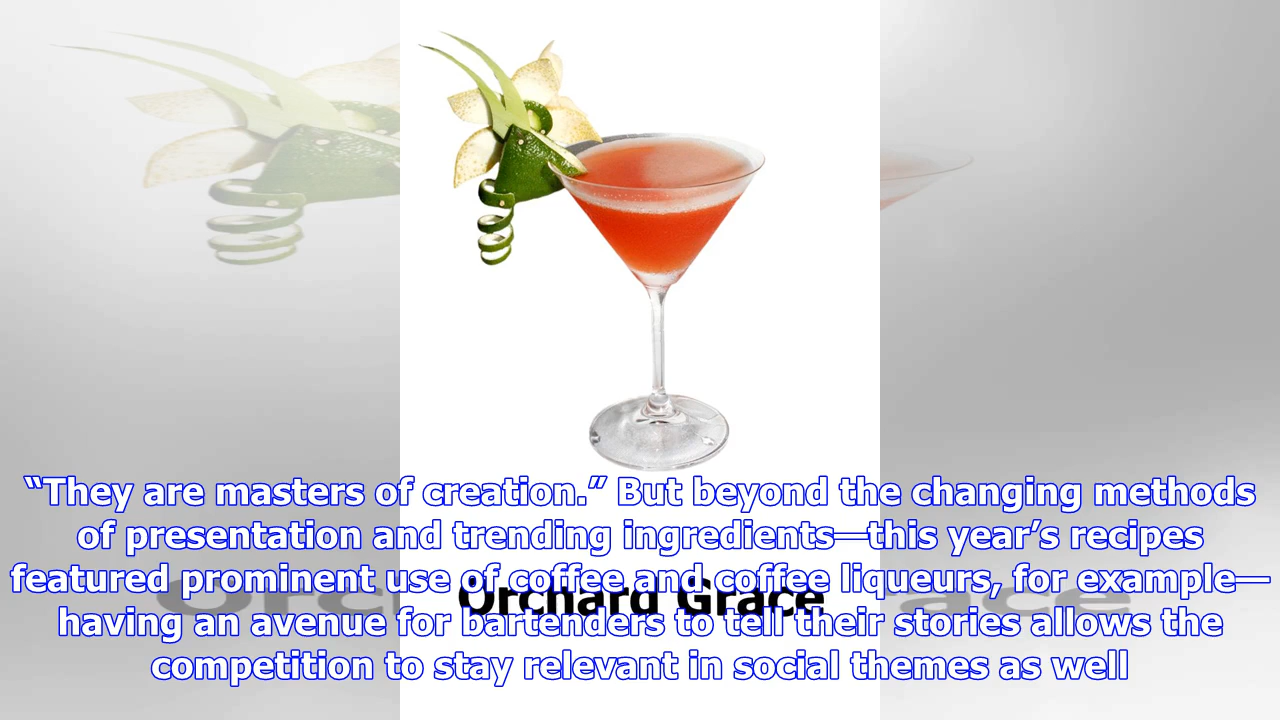 “They are masters of creation.” But beyond the changing methods
of presentation and trending ingredients—this year’s recipes
featured prominent use of coffee and coffee liqueurs, for example—
Orchard Grace
having an avenue for bartenders to tell their stories allows the
competition to stay relevant in social themes as well